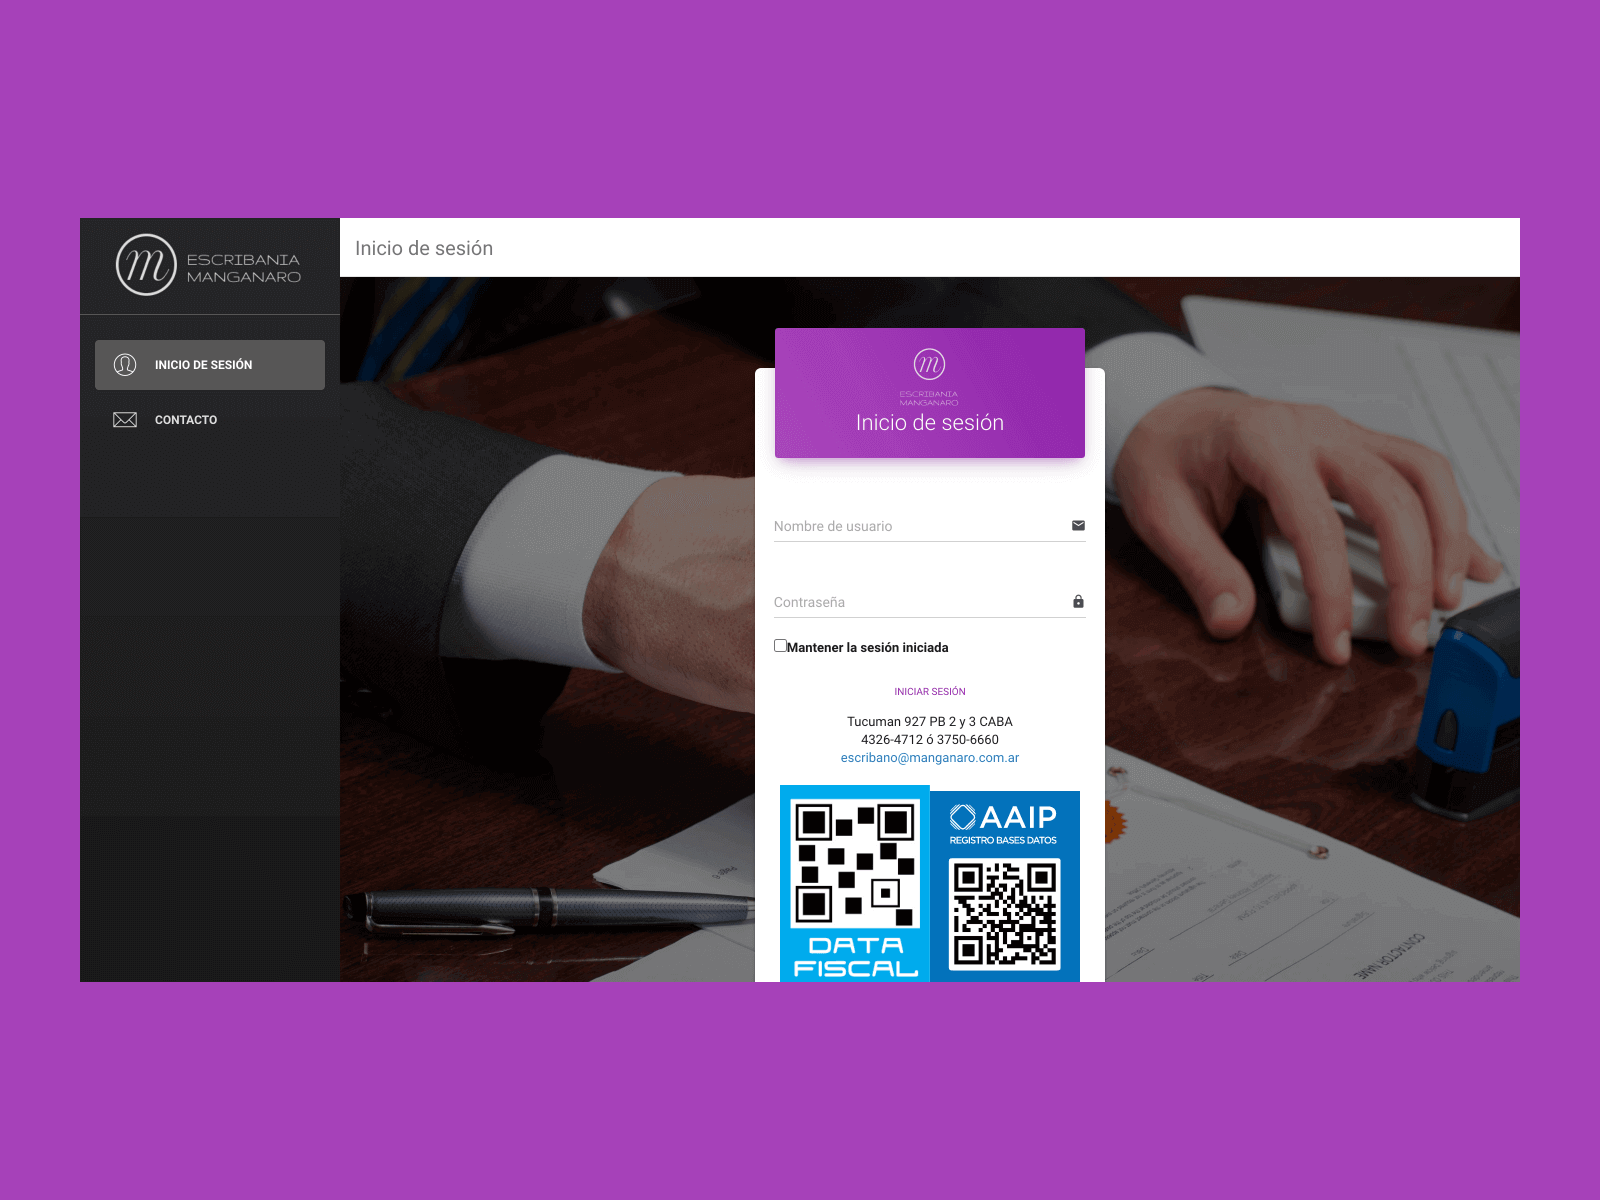 m
ESCRIBANIA
MANGANARO
INICIO DE SESIÓN
CONTACTO
Inicio de sesión
m
ESCRIBANIA
MANGANARO
Inicio de sesión
Nombre de usuario
Contraseña
Mantener la sesión iniciada
INICIAR SESIÓN
Tucuman 927 PB 2 y 3 CABA
4326-4712 ó 3750-6660
escribano@manganaro.com.ar
DATA
FISCAL
AAIP
REGISTRO BASES DATOS
CONTRACTOR NAME